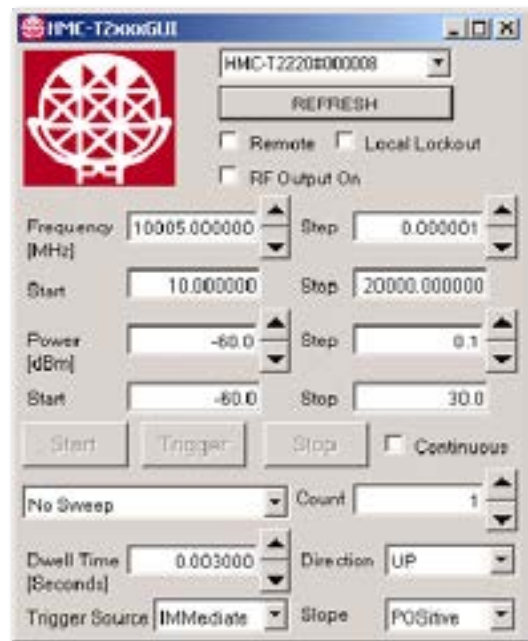 HMC-T2xxxGUI
HMC-T2220#000008
REFRESH
Remote Local Lockout
RF Output On
Frequency [MHz] 10005.000000 Step 0.000001
Start 10.000000 Stop 20000.000000
Power [dBm] -60.0 Step 0.1
Start -60.0 Stop 30.0
Start Trigger Stop Continuous
No Sweep Count 1
Dwell Time [Seconds] 0.003000 Direction UP
Trigger Source IMMediate Slope POSitive